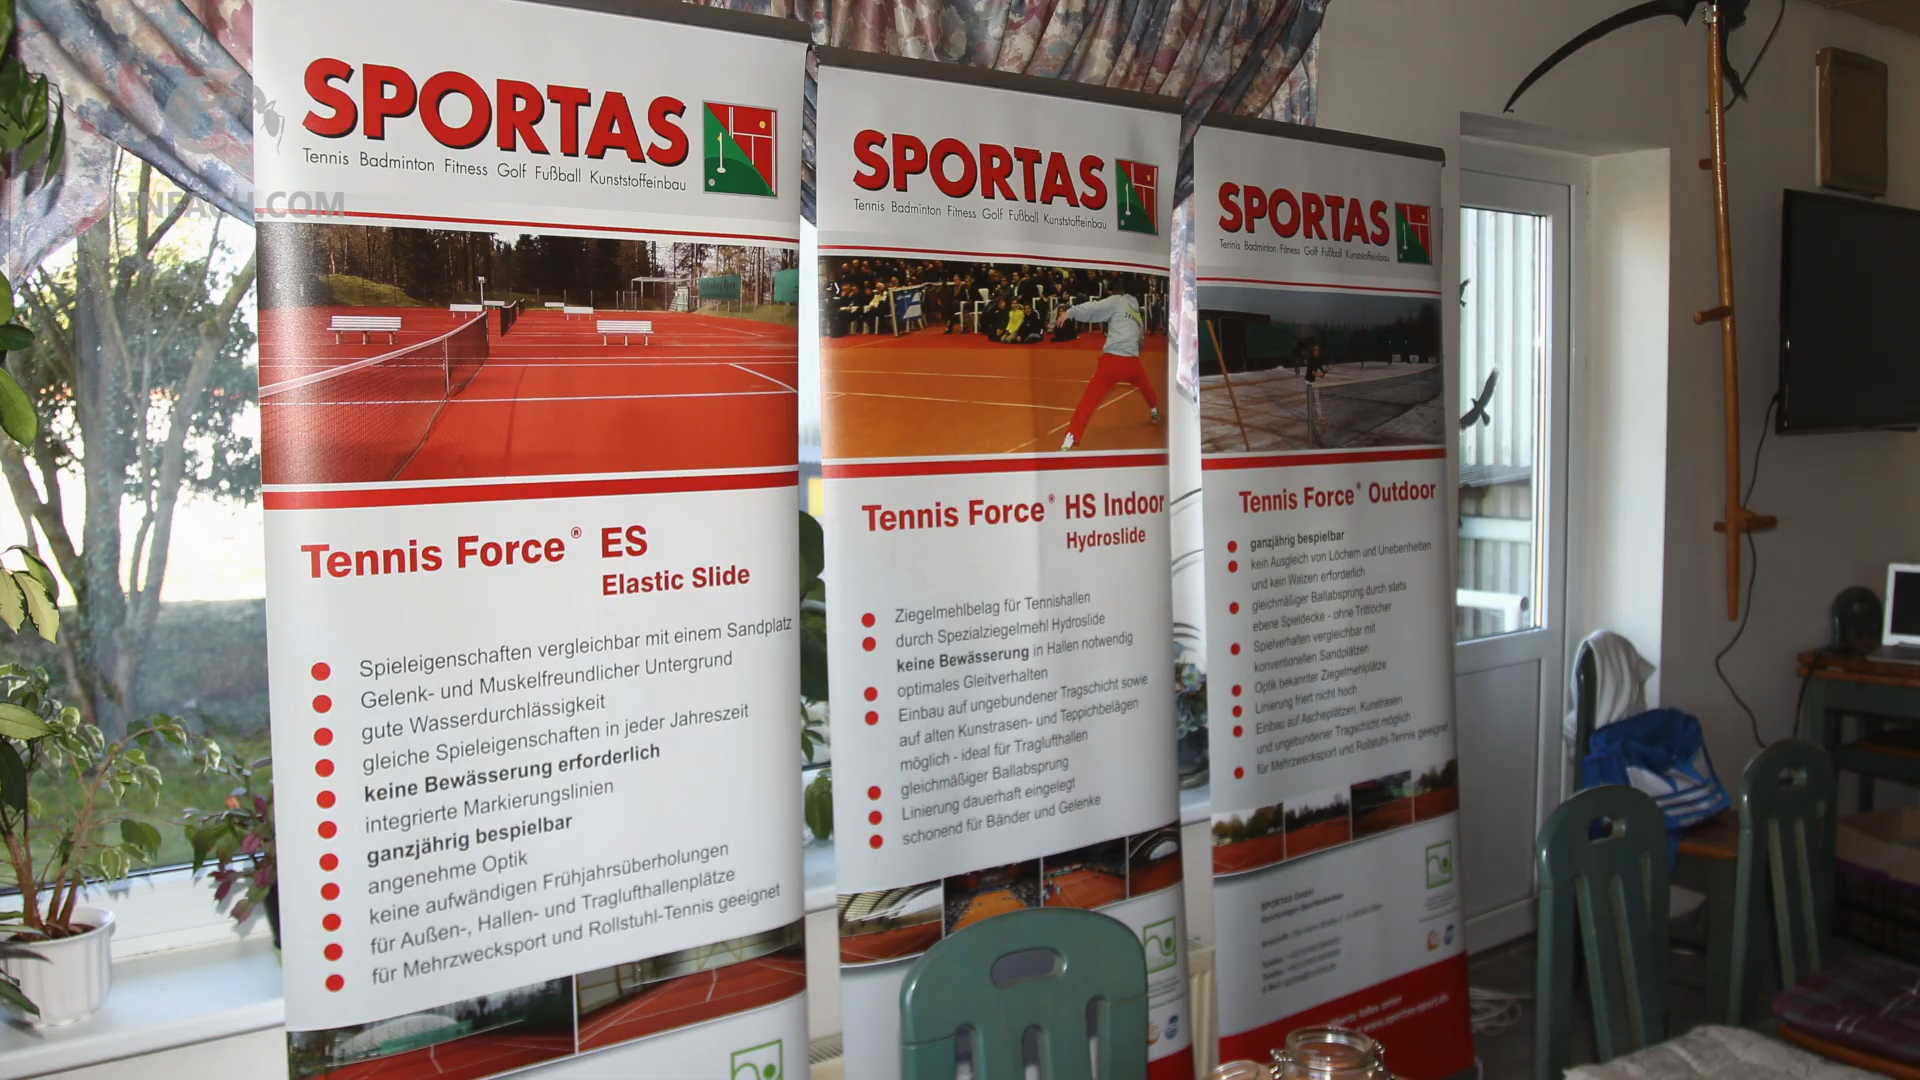 SPORTAS
Tennis Badminton Fitness Golf Fußball Kunststoffeinbau
Tennis Force® ES
Elastic Slide
Spieleigenschaften vergleichbar mit einem Sandplatz
Gelenk- und Muskelfreundlicher Untergrund
gute Wasserdurchlässigkeit
gleiche Spieleigenschaften in jeder Jahreszeit
keine Bewässerung erforderlich
integrierte Markierungslinien
ganzjährig bespielbar
angenehme Optik
keine aufwändigen Frühjahrsüberholungen
für Außen-, Hallen- und Traglufthallenplätze
für Mehrzwecksport und Rollstuhl-Tennis geeignet
SPORTAS
Tennis Badminton Fitness Golf Fußball Kunststoffeinbau
Tennis Force® HS Indoor
Hydroslide
Ziegelmehlbelag für Tennishallen
durch Spezialziegelmehl Hydroslide
keine Bewässerung in Hallen notwendig
optimales Gleitverhalten
Einbau auf ungebundener Tragschicht sowie
auf alten Kunstrasen- und Teppichbelägen
möglich - ideal für Traglufthallen
gleichmäßiger Ballabsprung
Linierung dauerhaft eingelegt
schonend für Bänder und Gelenke
SPORTAS
Tennis Badminton Fitness Golf Fußball Kunststoffeinbau
Tennis Force® Outdoor
ganzjährig bespielbar
kein Ausgleich von Löchern und Unebenheiten
und kein Walzen erforderlich
gleichmäßiger Ballabsprung durch stets
ebene Spieldecke - ohne Trittlöcher
Spielverhalten vergleichbar mit
konventionellen Sandplätzen
Optik bekannter Ziegelmehlplätze
Linierung friert nicht hoch
Einbau auf Ascheplätzen, Kunstrasen
und ungebundener Tragschicht möglich
für Mehrzwecksport und Rollstuhl-Tennis geeignet
SPORTAS GmbH